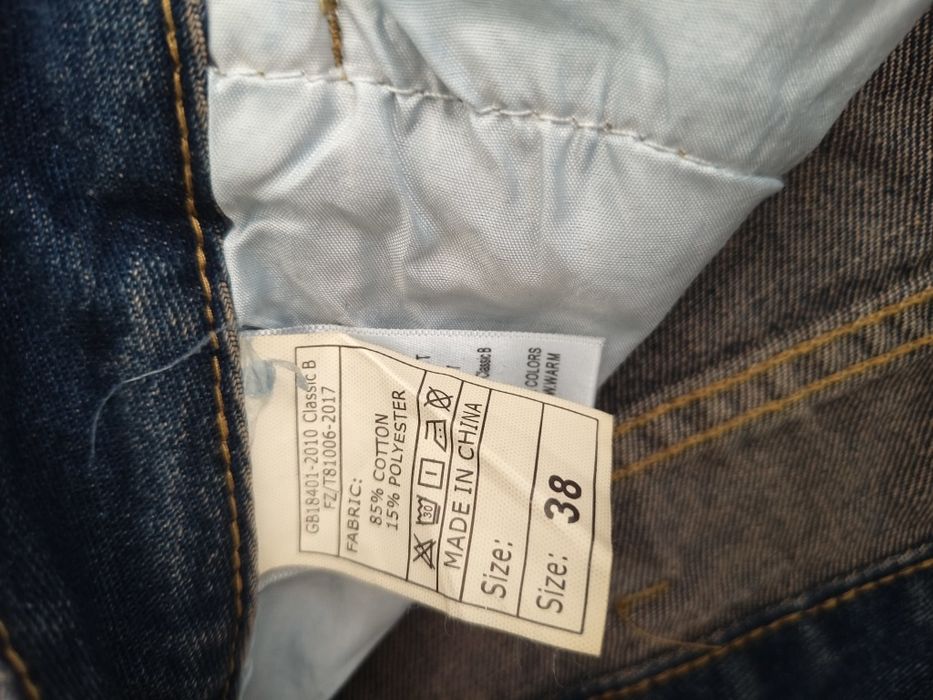 GB18401-2010 Classic B
FZ/T81006-2017
FABRIC:
85% COTTON
15% POLYESTER
30
MADE IN CHINA
Size:
Size: 38
T
Classic B
COLORS
WARM